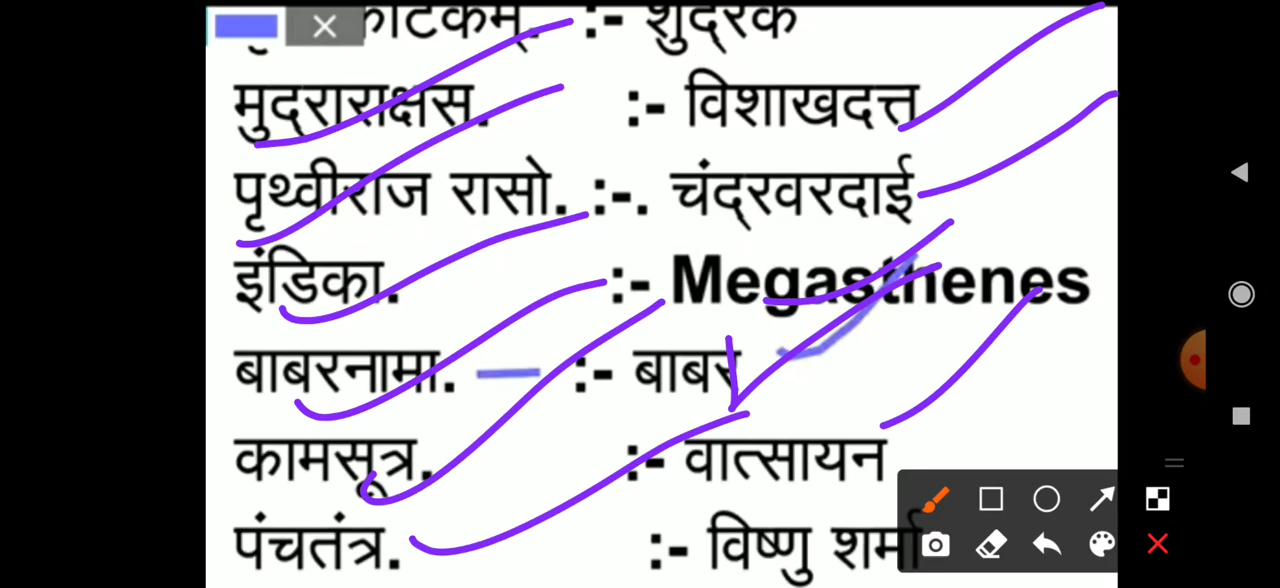 :- शुद्रक
मुद्राराक्षस. :- विशाखदत्त
पृथ्वीराज रासो. :-. चंद्रवरदाई
इंडिका. :- Megasthenes
बाबरनामा. :- बाबर
कामसूत्र. :- वात्सायन
पंचतंत्र. :- विष्णु शर्मा